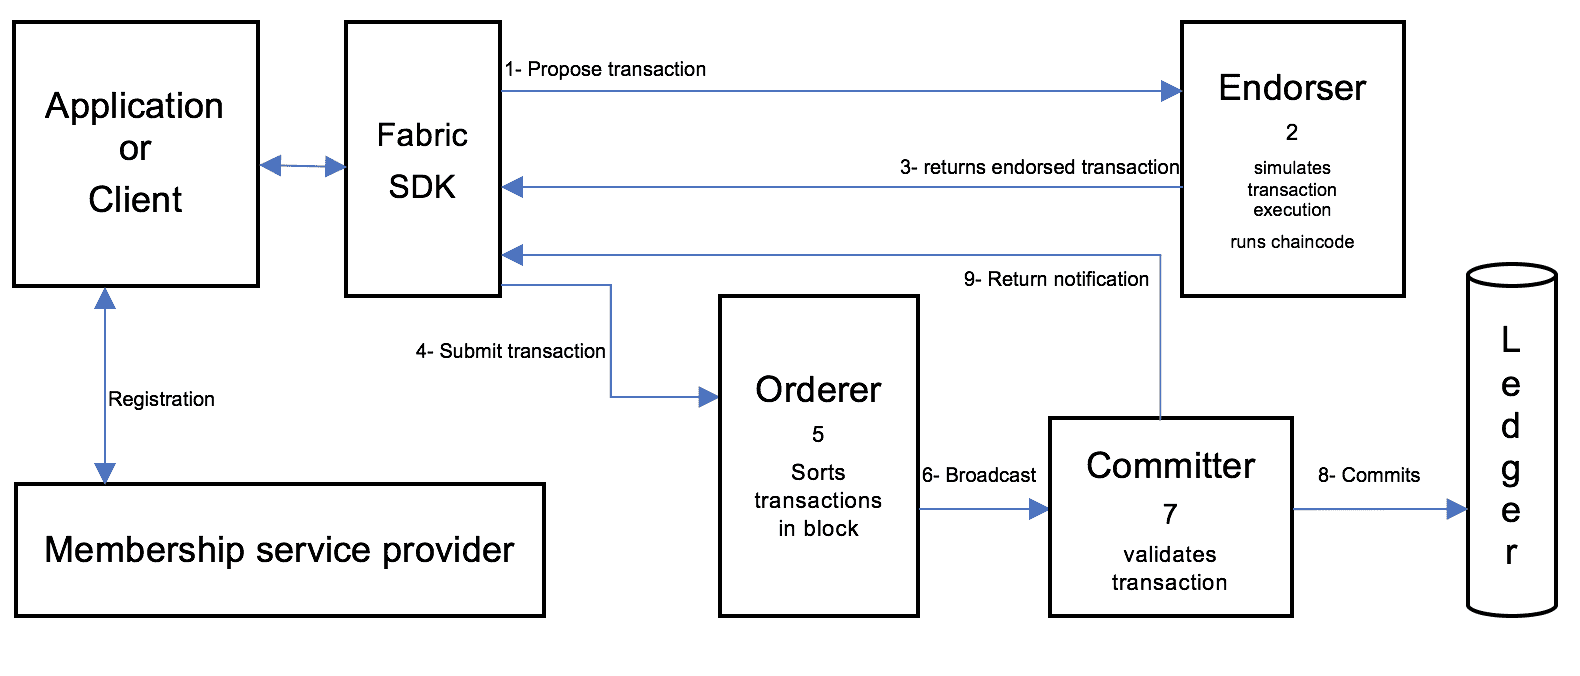 Application
or
Client
Fabric
SDK
1- Propose transaction
Endorser
2
simulates
transaction
execution
runs chaincode
3- returns endorsed transaction
9- Return notification
4- Submit transaction
Registration
Membership service provider
Orderer
5
Sorts
transactions
in block
6- Broadcast
Committer
7
validates
transaction
8- Commits
L
e
d
g
e
r